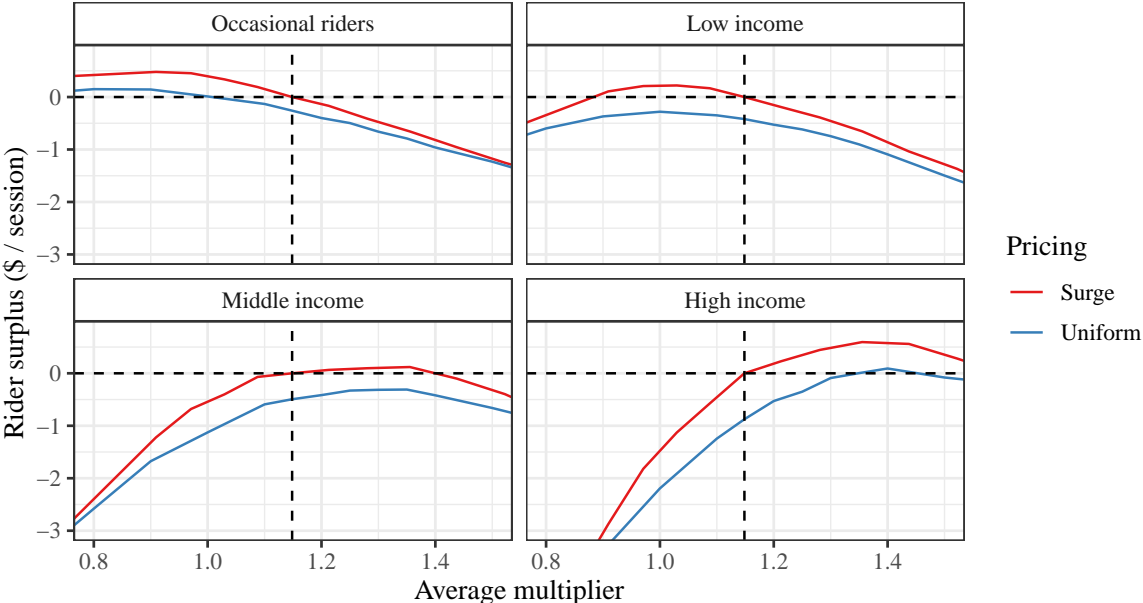 Occasional riders
Low income
0
−1
−2
−3
Middle income
High income
0
−1
−2
−3
0.8 1.0 1.2 1.4
0.8 1.0 1.2 1.4
Average multiplier
Rider surplus ($ / session)
Pricing
Surge
Uniform